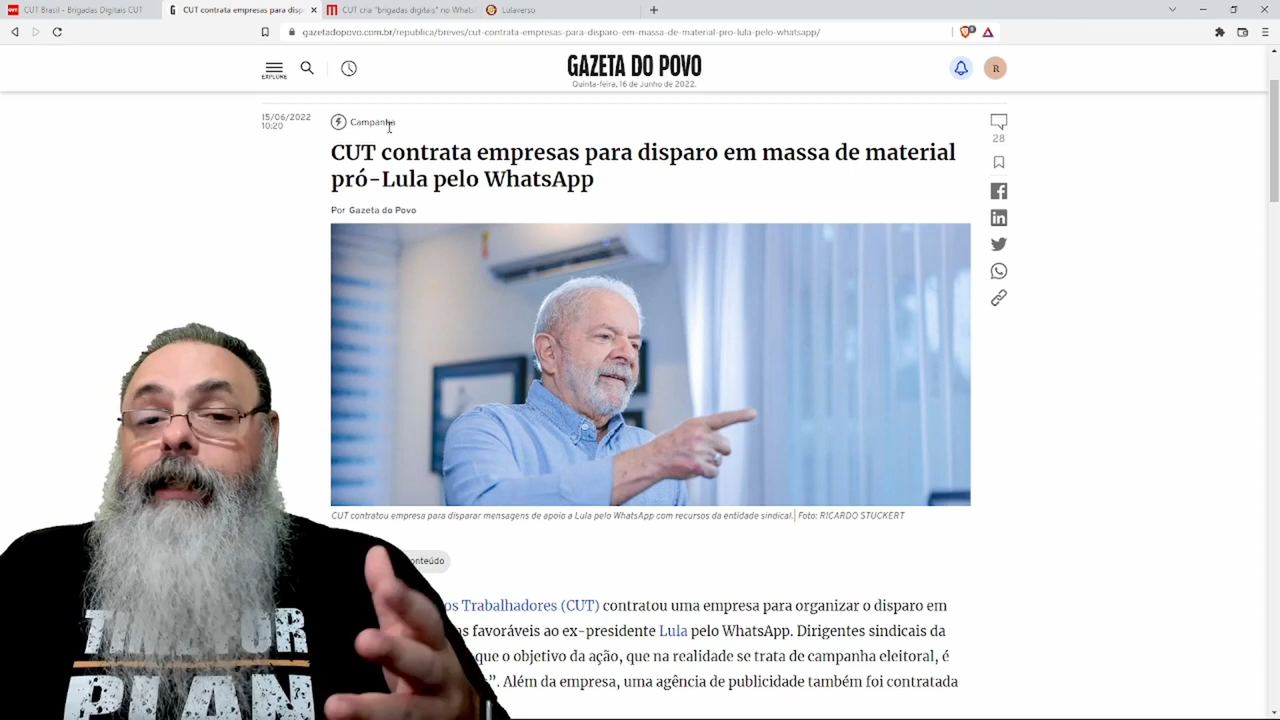 CUT Brasil - Brigadas Digitais CUT
CUT contrata empresas para disp
CUT cria "brigadas digitais" no Whats
Lulaverso
gazetadopovo.com.br/republica/breves/cut-contrata-empresas-para-disparo-em-massa-de-material-pro-lula-pelo-whatsapp/
EXPLORE
GAZETA DO POVO
Quinta-feira, 16 de Junho de 2022.
R
15/06/2022
10:20
Campanha
28
CUT contrata empresas para disparo em massa de material
pró-Lula pelo WhatsApp
Por Gazeta do Povo
CUT contratou empresa para disparar mensagens de apoio a Lula pelo WhatsApp com recursos da entidade sindical.| Foto: RICARDO STUCKERT
onteúdo
os Trabalhadores (CUT) contratou uma empresa para organizar o disparo em
os favoráveis ao ex-presidente Lula pelo WhatsApp. Dirigentes sindicais da
que o objetivo da ação, que na realidade se trata de campanha eleitoral, é
”. Além da empresa, uma agência de publicidade também foi contratada
PLAN